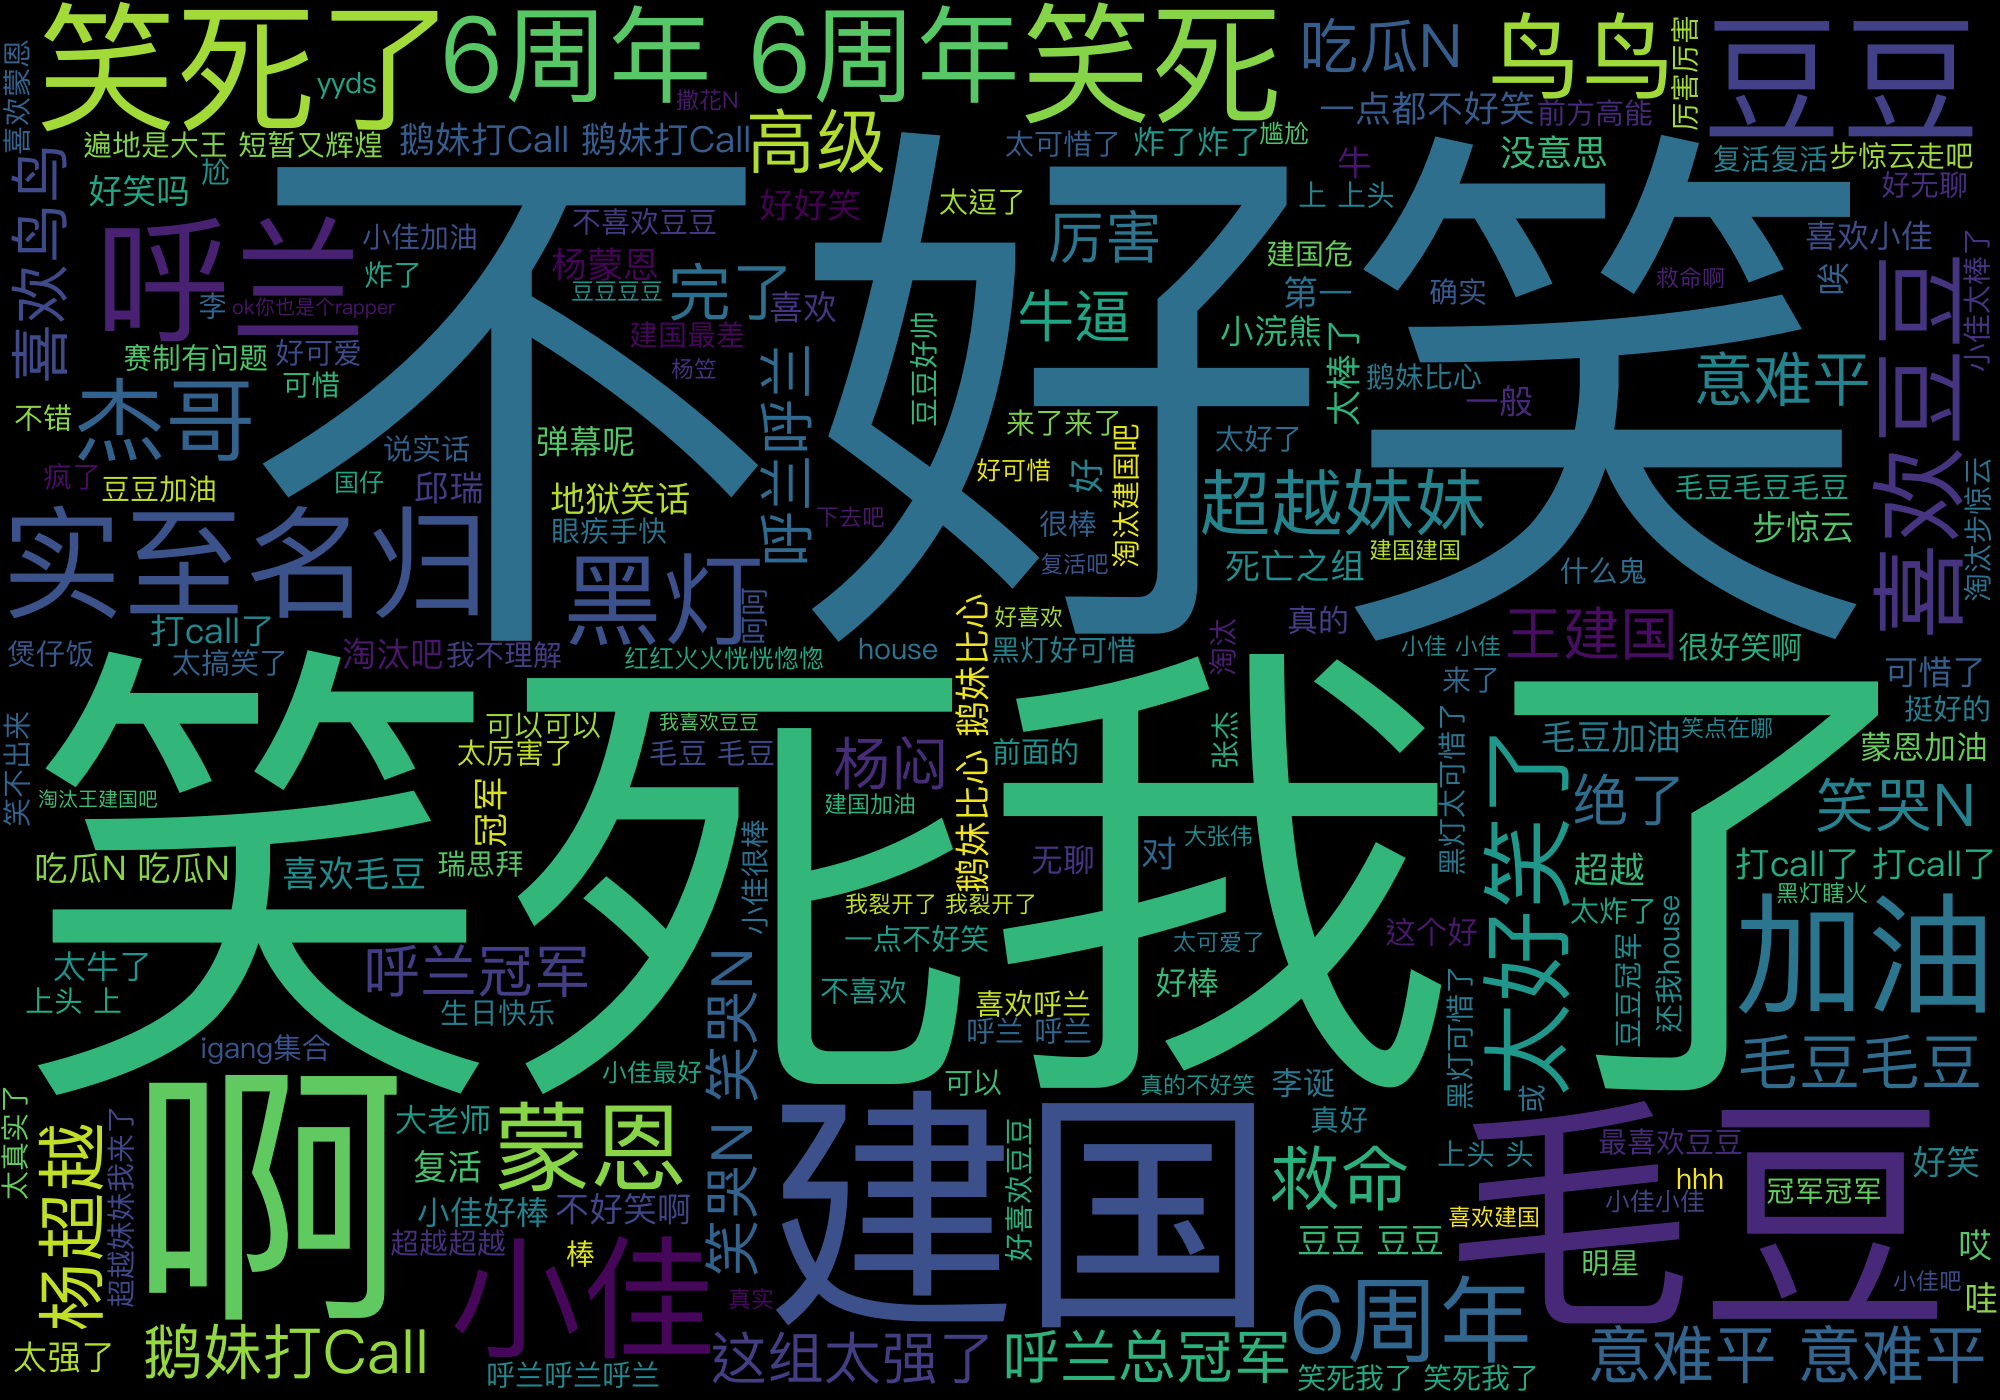 笑死了
6周年 6周年
笑死
吃瓜N
鸟鸟
豆豆
厉害厉害
喜欢蒙恩
yyds
撒花N
一点都不好笑
前方高能
遍地是大王 短暂又辉煌
鹅妹打Call 鹅妹打Call
高级
太可惜了
炸了炸了
尴尬
没意思
复活复活
步惊云走吧
喜欢鸟鸟
好笑吗
尬
不好笑
好好笑
太逗了
牛
上 上头
好无聊
呼兰
小佳加油
不喜欢豆豆
厉害
喜欢小佳
炸了
杨蒙恩
完了
建国危
救命啊
唉
喜欢豆豆
小佳太棒了
李
ok你也是个rapper
豆豆豆豆
喜欢
牛逼
第一
确实
赛制有问题
好可爱
建国最差
豆豆好帅
小浣熊
太棒了
意难平
可惜
杨笠
呼兰呼兰
鹅妹比心
一般
不错
杰哥
说实话
弹幕呢
来了来了
淘汰建国吧
太好了
疯了
国仔
豆豆加油
邱瑞
地狱笑话
好可惜
好
超越妹妹
毛豆毛豆毛豆
淘汰步惊云
实至名归
眼疾手快
下去吧
很棒
步惊云
黑灯
复活吧
死亡之组
建国建国
什么鬼
呵呵
好喜欢
真的
王建国
打call了
煲仔饭
太搞笑了
淘汰吧
我不理解
红红火火恍恍惚惚
house
鹅妹比心 鹅妹比心
黑灯好可惜
淘汰
小佳 小佳
很好笑啊
来了
可惜了
笑死我了
笑不出来
可以可以
我喜欢豆豆
太厉害了
毛豆 毛豆
杨闷
前面的
张杰
黑灯太可惜了
太好笑了
毛豆加油
笑点在哪
挺好的
蒙恩加油
淘汰王建国吧
冠军
建国加油
绝了
笑哭N
小佳很棒
无聊
对
大张伟
吃瓜N 吃瓜N
喜欢毛豆
瑞思拜
超越
打call了 打call了
我裂开了 我裂开了
黑灯瞎火
太炸了
加油
一点不好笑
太可爱了
这个好
豆豆冠军
还我house
太牛了
呼兰冠军
笑哭N 笑哭N
不喜欢
好棒
上头 上
生日快乐
喜欢呼兰
黑灯可惜了
igang集合
呼兰 呼兰
毛豆毛豆
小佳最好
可以
真的不好笑
李诞
或
太真实了
杨超越
超越妹妹我来了
啊
大老师
蒙恩
建国
好喜欢豆豆
真好
毛豆
复活
救命
上头 头
最喜欢豆豆
好笑
hhh
冠军冠军
小佳好棒
不好笑啊
小佳小佳
喜欢建国
超越超越
小佳
棒
豆豆 豆豆
哎
明星
小佳吧
真实
6周年
哇
太强了
鹅妹打Call
呼兰呼兰呼兰
这组太强了
呼兰总冠军
笑死我了 笑死我了
意难平 意难平